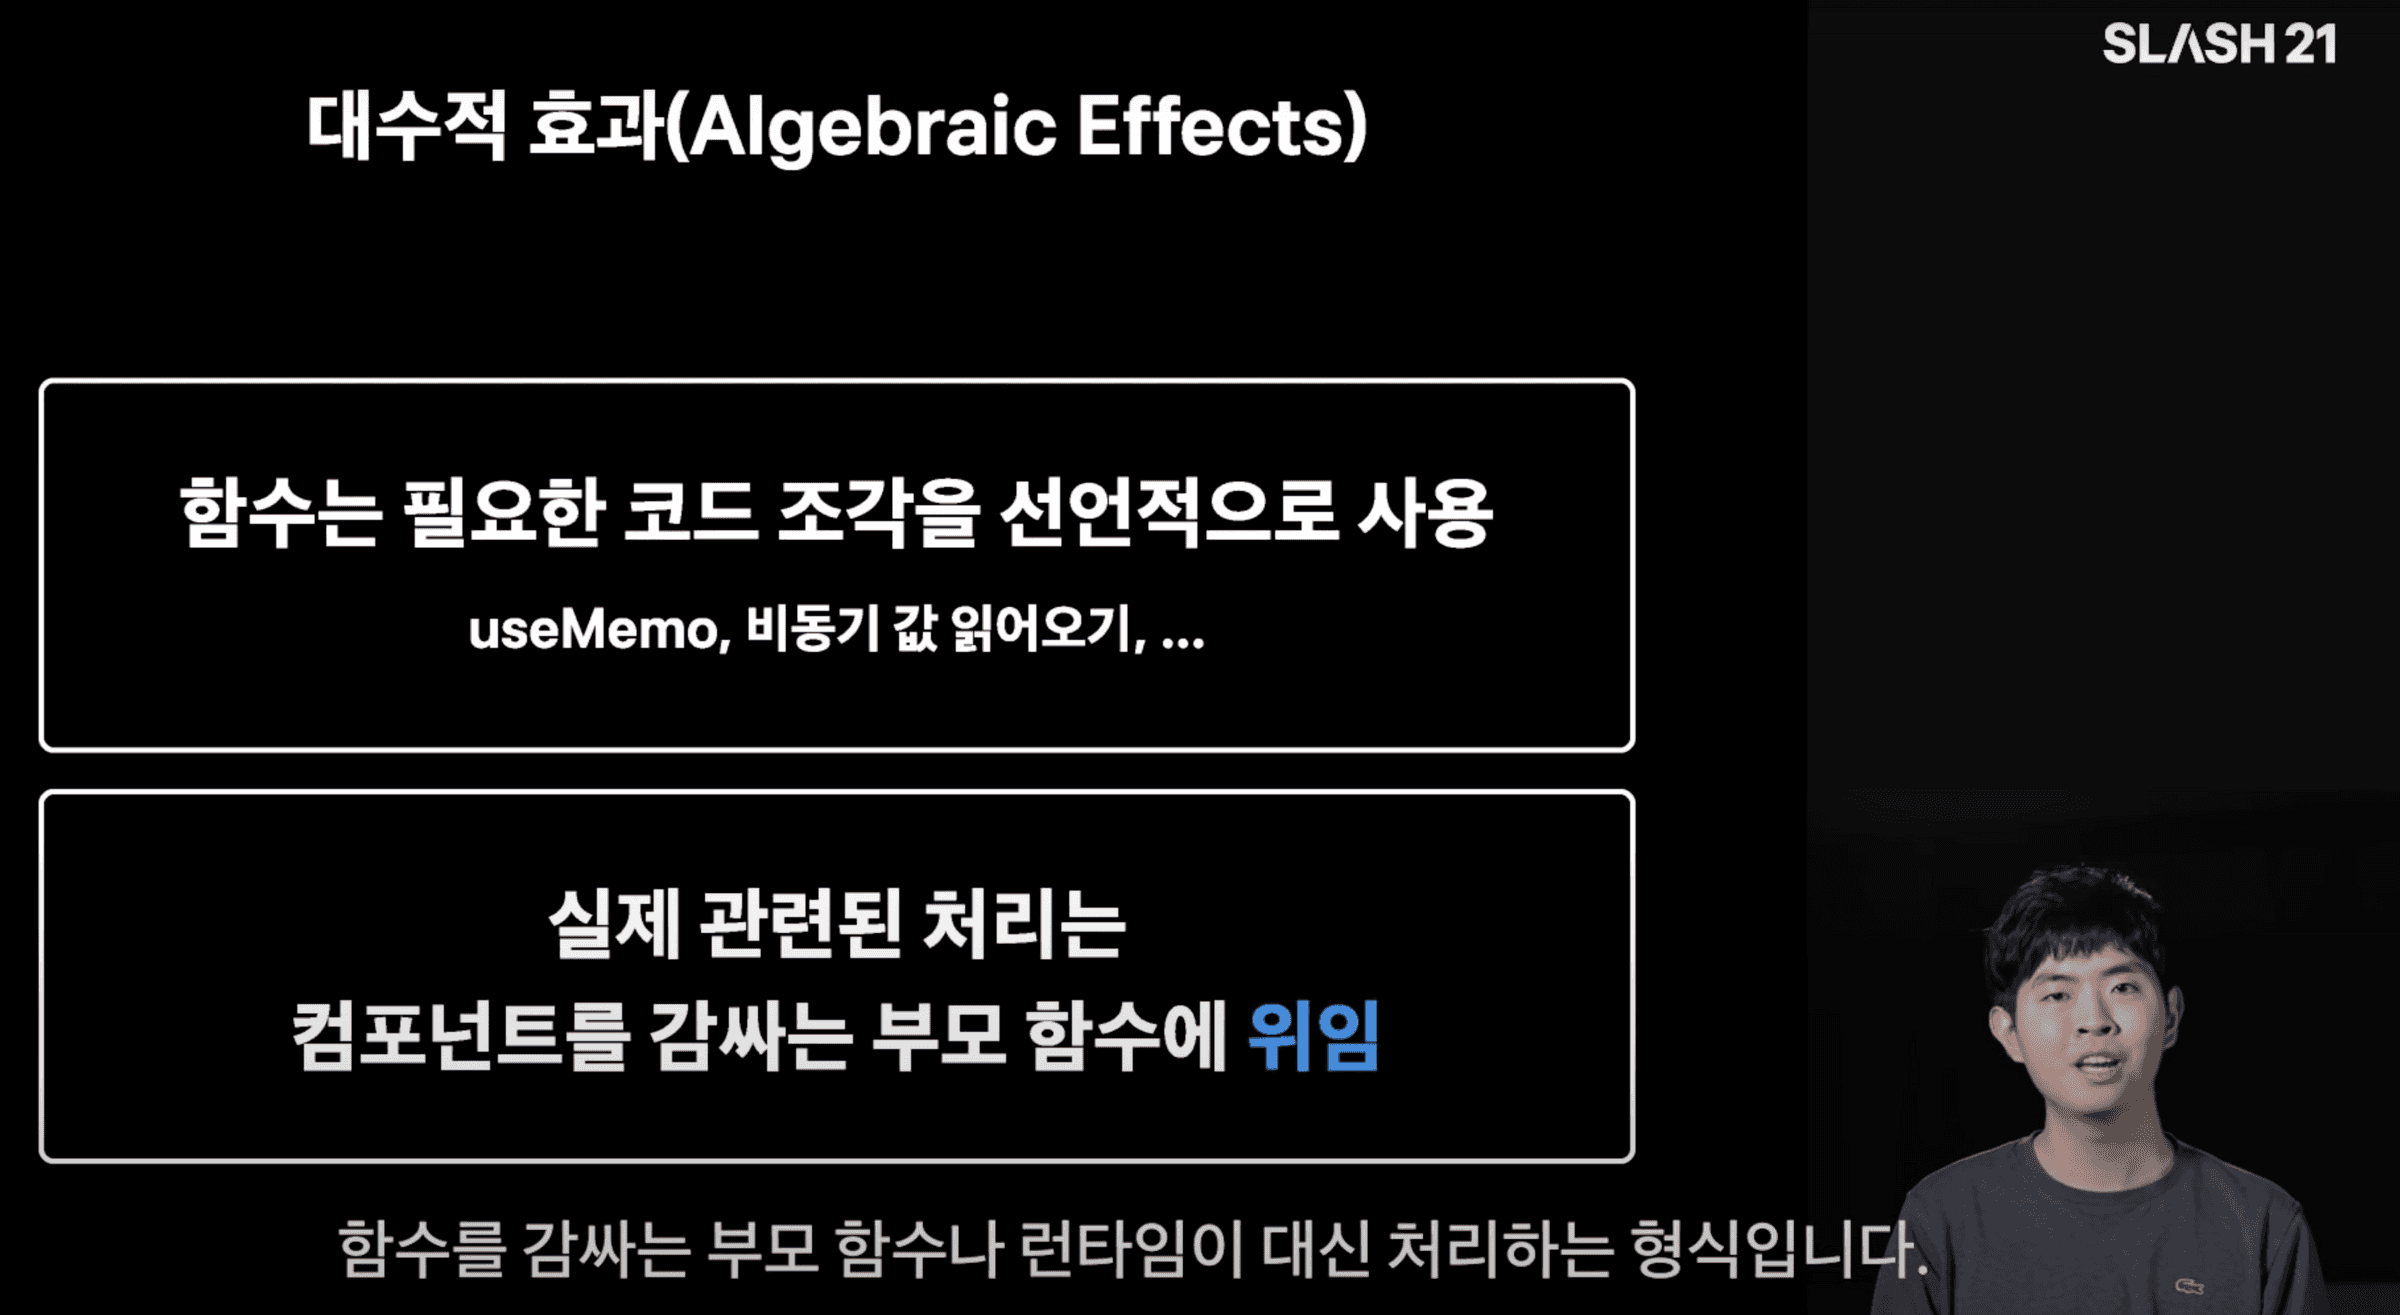 SLASH 21
대수적 효과(Algebraic Effects)
함수는 필요한 코드 조각을 선언적으로 사용
useMemo, 비동기 값 읽어오기, ...
실제 관련된 처리는
컴포넌트를 감싸는 부모 함수에 위임
함수를 감싸는 부모 함수나 런타임이 대신 처리하는 형식입니다.